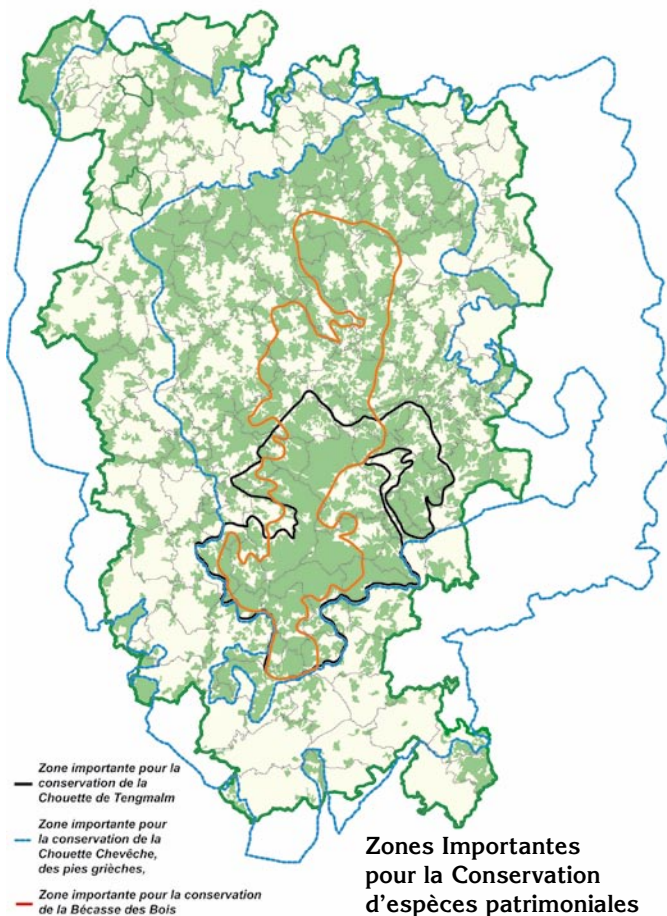 Zone importante pour la
conservation de la
Chouette de Tengmalm
Zone importante pour
la conservation de la
Chouette Chevêche,
des pies grièches,
Zone importante pour la conservation
de la Bécasse des Bois
Zones Importantes
pour la Conservation
d'espèces patrimoniales